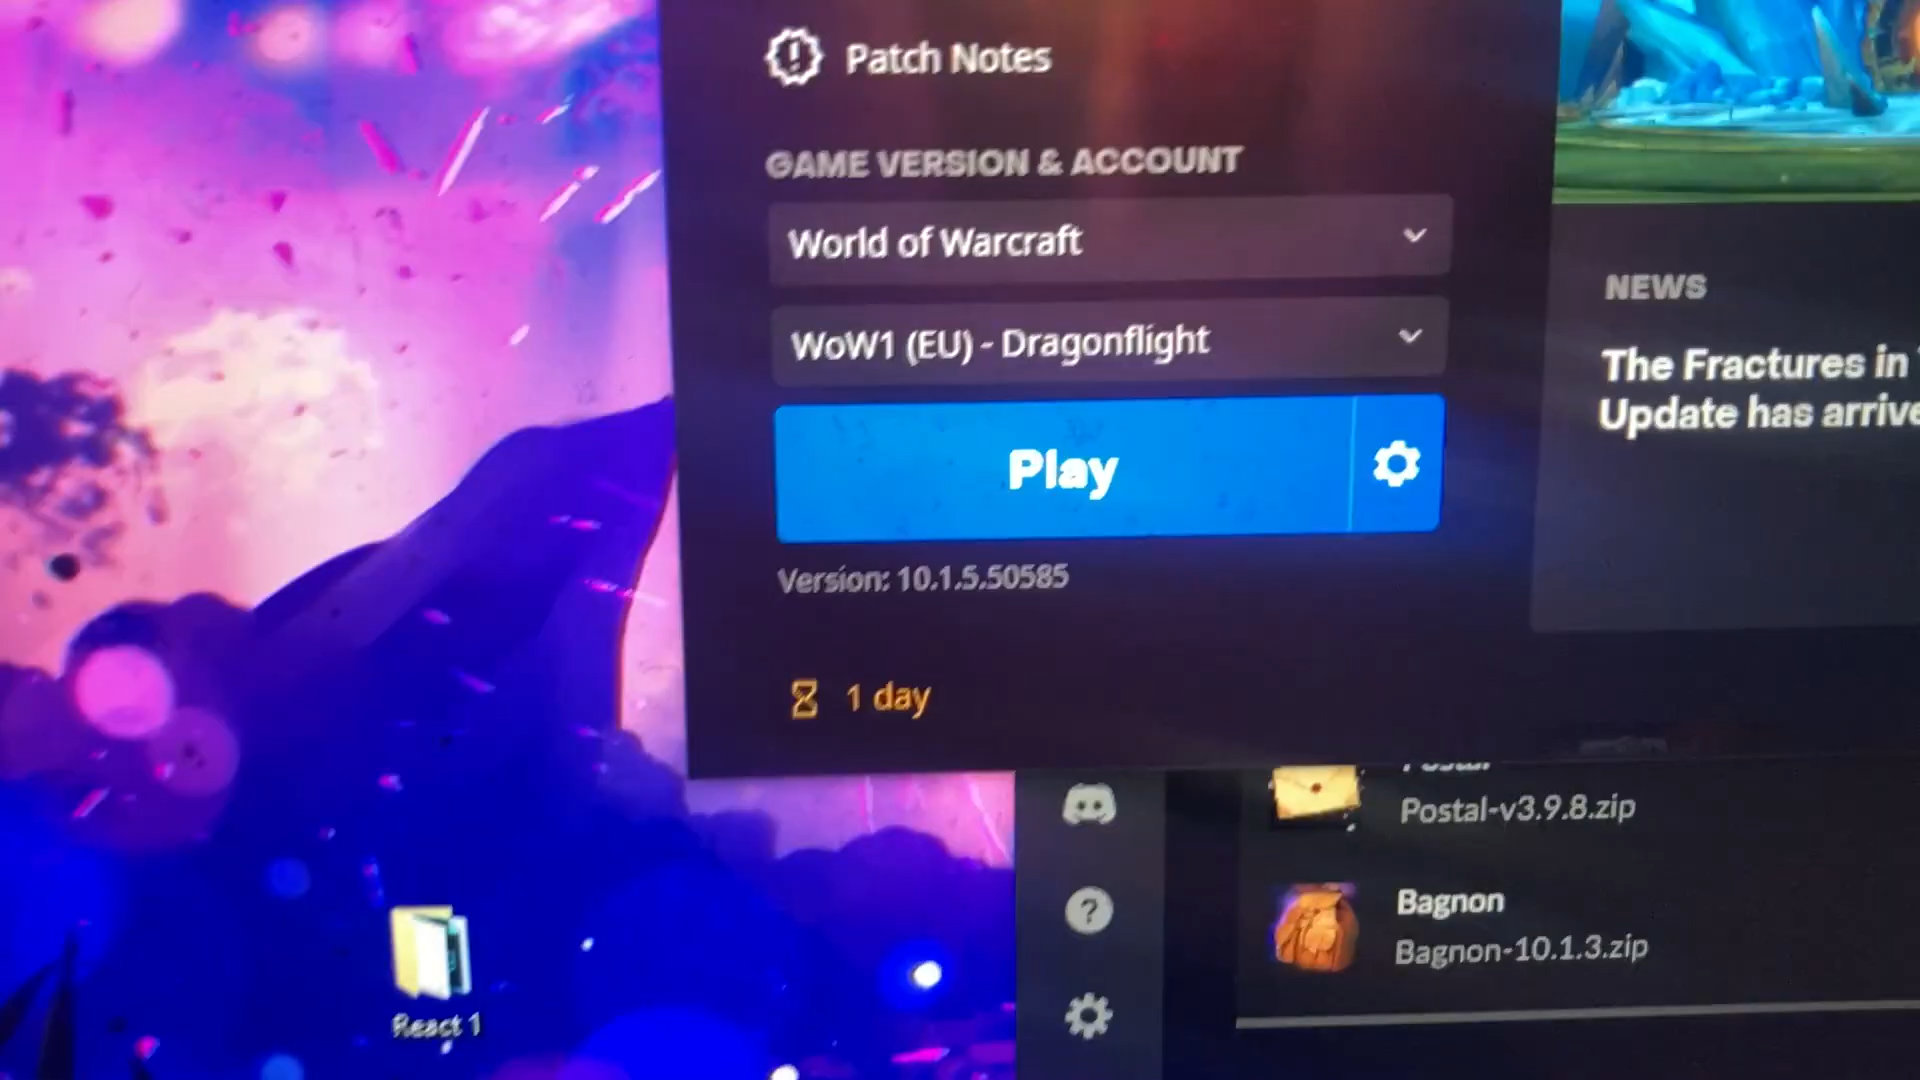 Patch Notes
GAME VERSION & ACCOUNT
World of Warcraft
WoW1 (EU) - Dragonflight
Play
Version: 10.1.5.50585
1 day
NEWS
The Fractures in
Update has arrive
Postal
Postal-v3.9.8.zip
Bagnon
Bagnon-10.1.3.zip
React 1